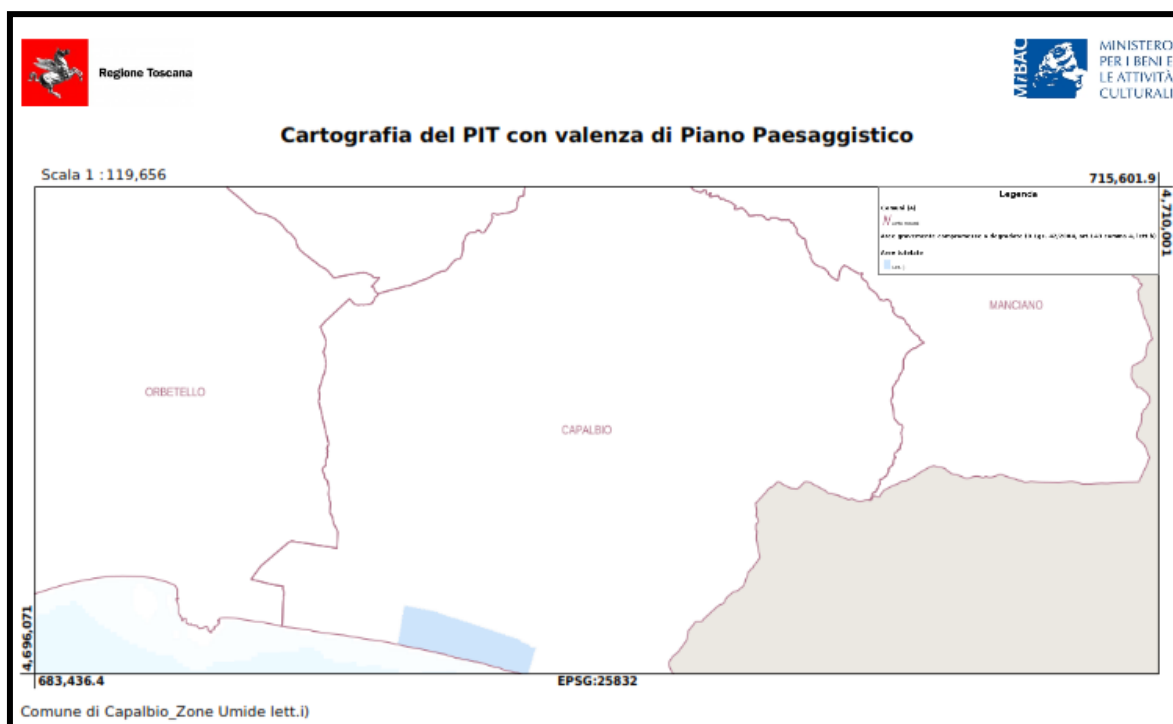 Regione Toscana
MiBAC
MINISTERO
PER I BENI E
LE ATTIVITÀ
CULTURALI
Cartografia del PIT con valenza di Piano Paesaggistico
Scala 1 : 119,656
715,601.9
4,710,001
Legenda
Aree tutelate
MANCIANO
ORBETELLO
CAPALBIO
4,696,071
683,436.4
EPSG:25832
Comune di Capalbio_Zone Umide lett.i)